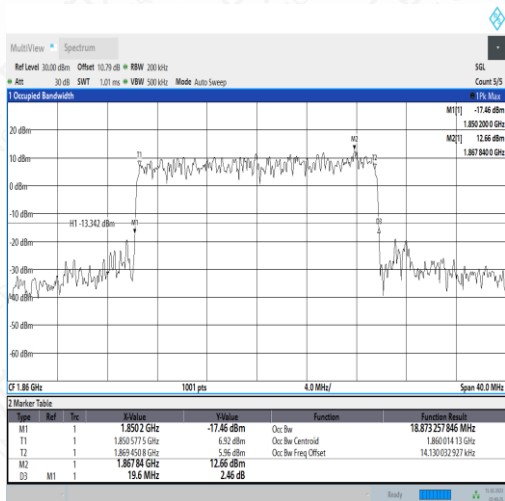 MultiView Spectrum
Ref Level 30.00 dBm Offset 10.79 dB RBW 200 kHz SGL
Att 30 dB SWT 1.01 ms VBW 500 kHz Mode Auto Sweep Count 5/5
1 Occupied Bandwidth 1Pk Max
M1[1] -17.46 dBm
1.850 200 0 GHz
M2[1] 12.66 dBm
1.867 840 0 GHz
20 dBm
M2
T1
T2
10 dBm
0 dBm
-10 dBm
H1 -13.342 dBm
M1
D3
-20 dBm
-30 dBm
-40 dBm
-50 dBm
-60 dBm
CF 1.86 GHz 1001 pts 4.0 MHz/ Span 40.0 MHz
2 Marker Table
Type Ref Trc X-Value Y-Value Function Function Result
M1 1 1.850 2 GHz -17.46 dBm Occ Bw 18.873 257 846 MHz
T1 1 1.850 577 5 GHz 6.92 dBm Occ Bw Centroid 1.860 014 13 GHz
T2 1 1.869 450 8 GHz 5.96 dBm Occ Bw Freq Offset 14.130 032 927 kHz
M2 1 1.867 84 GHz 12.66 dBm
D3 M1 1 19.6 MHz 2.46 dB
Ready